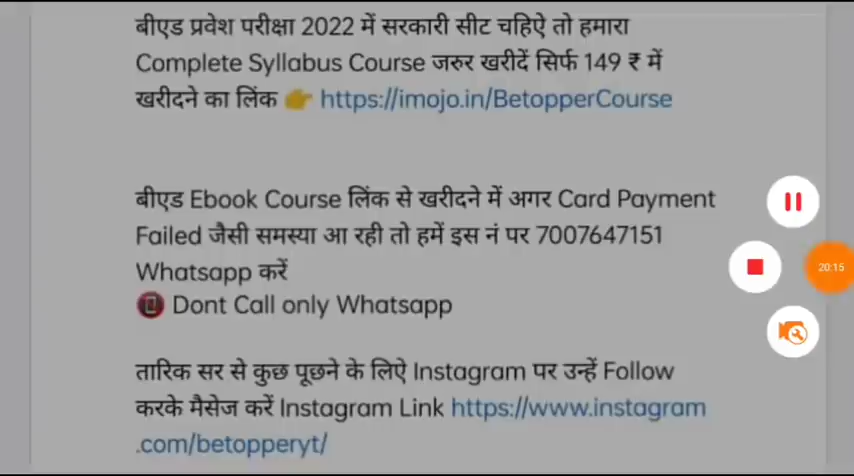 बीएड प्रवेश परीक्षा 2022 में सरकारी सीट चहिऐ तो हमारा
Complete Syllabus Course जरुर खरीदें सिर्फ 149 ₹ में
खरीदने का लिंक 👉 https://imojo.in/BetopperCourse
बीएड Ebook Course लिंक से खरीदने में अगर Card Payment
Failed जैसी समस्या आ रही तो हमें इस नं पर 7007647151
Whatsapp करें
📵 Dont Call only Whatsapp
तारिक सर से कुछ पूछने के लिऐ Instagram पर उन्हें Follow
करके मैसेज करें Instagram Link https://www.instagram
.com/betopperyt/
20:15